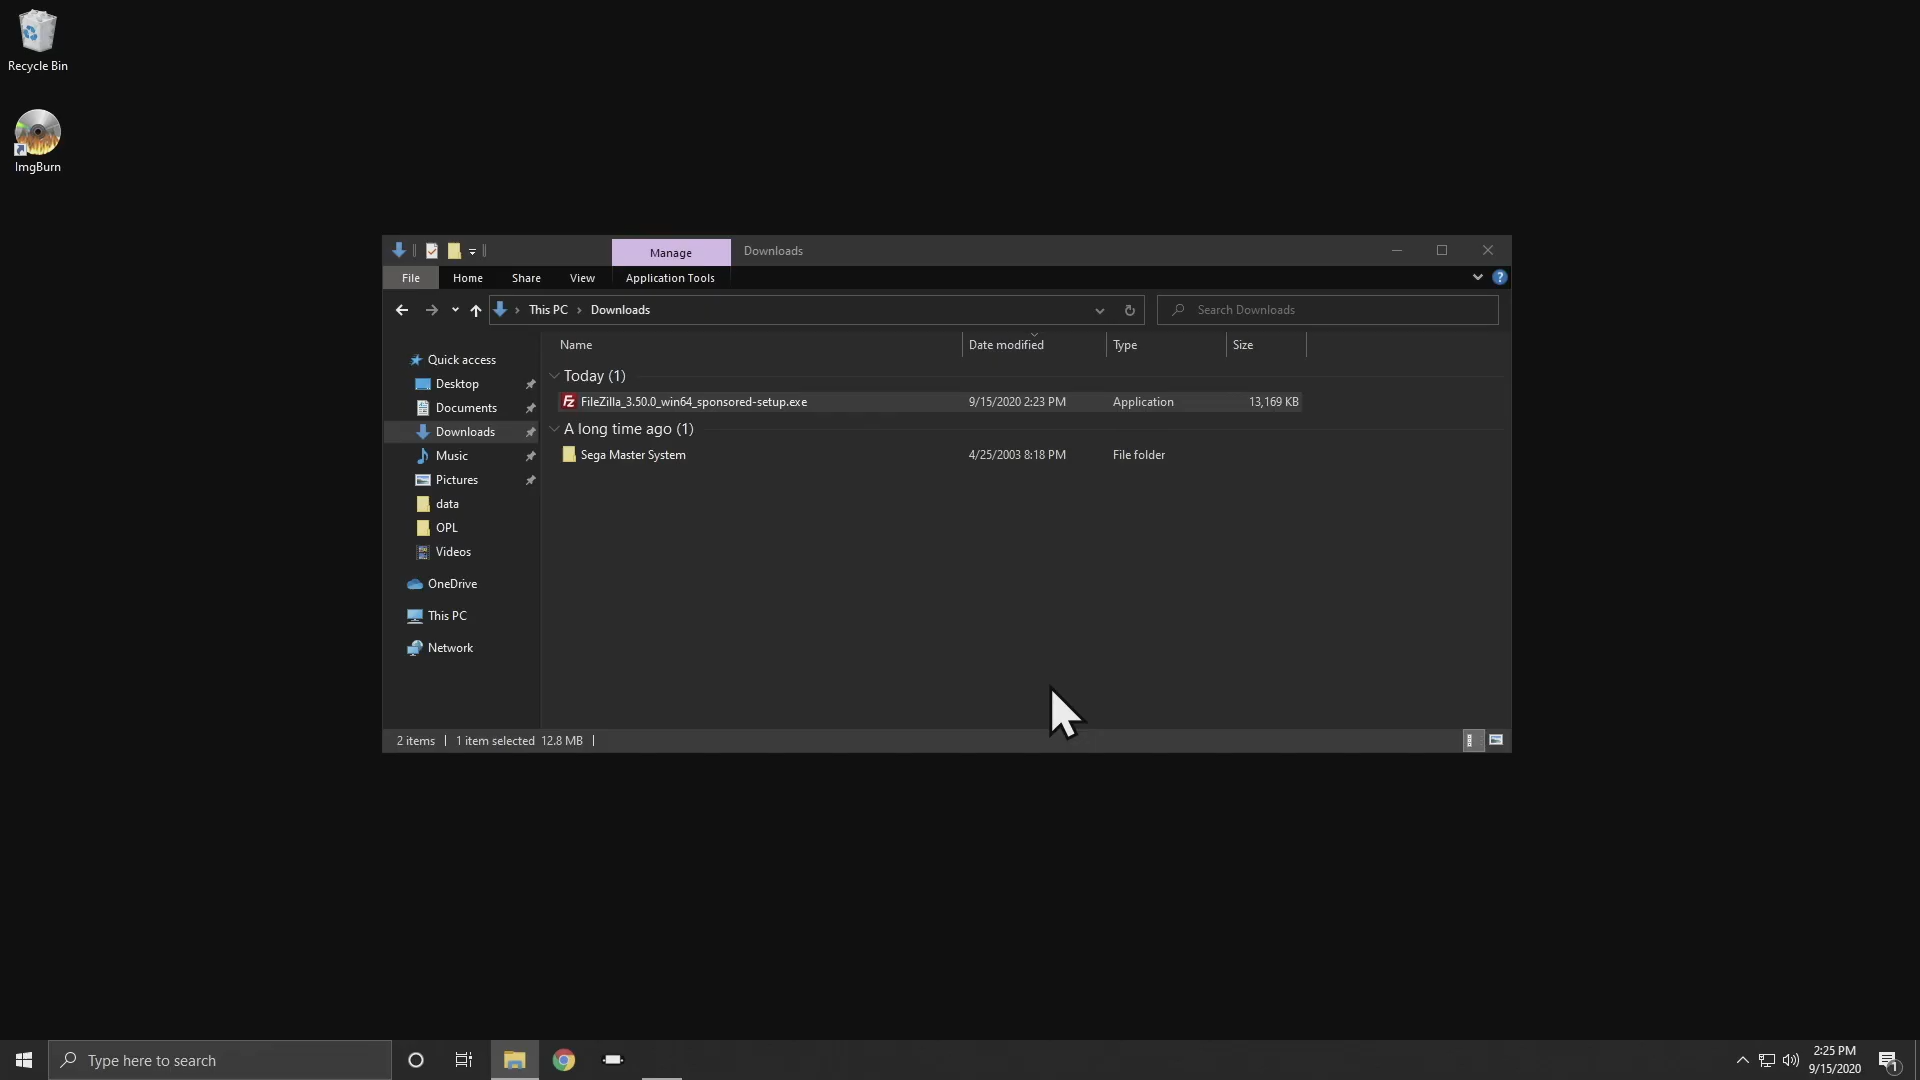 Recycle Bin
ImgBurn
Manage Downloads
File Home Share View Application Tools
This PC Downloads Search Downloads
Name Date modified Type Size
Quick access
Desktop
Documents
Downloads
Music
Pictures
data
OPL
Videos
OneDrive
This PC
Network
Today (1)
FileZilla_3.50.0_win64_sponsored-setup.exe 9/15/2020 2:23 PM Application 13,169 KB
A long time ago (1)
Sega Master System 4/25/2003 8:18 PM File folder
2 items 1 item selected 12.8 MB
Type here to search
2:25 PM
9/15/2020
1